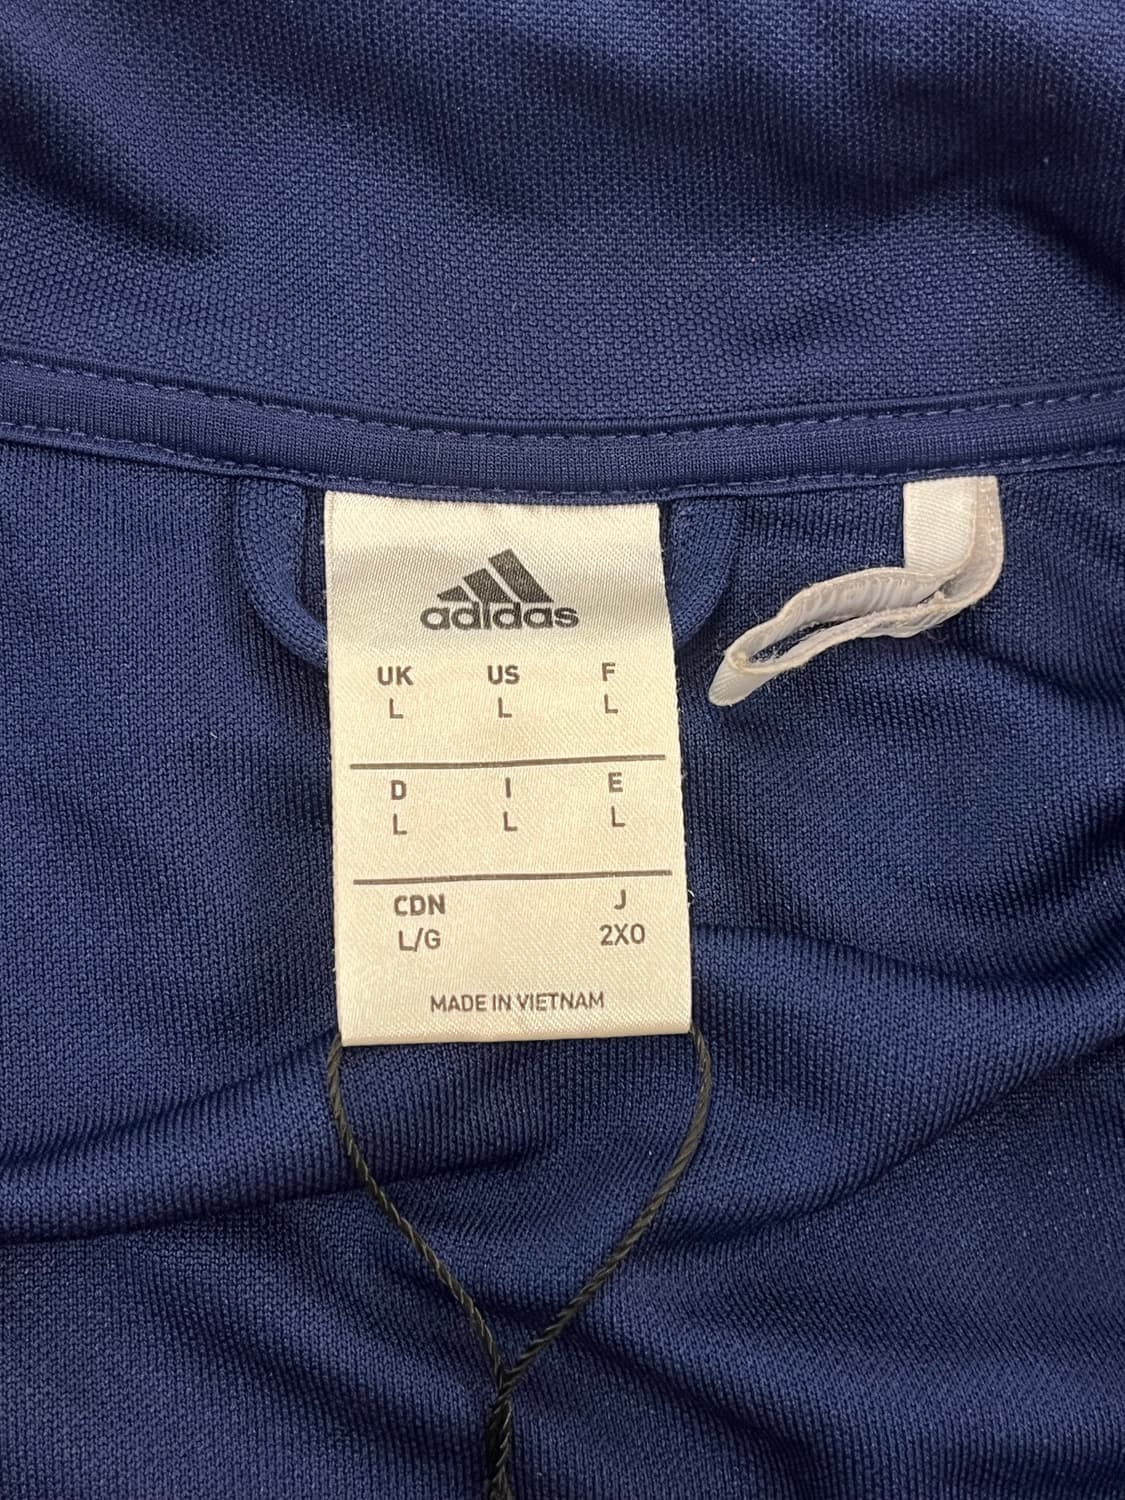 adidas
UK US F
L L L
D I E
L L L
CDN J
L/G 2XO
MADE IN VIETNAM